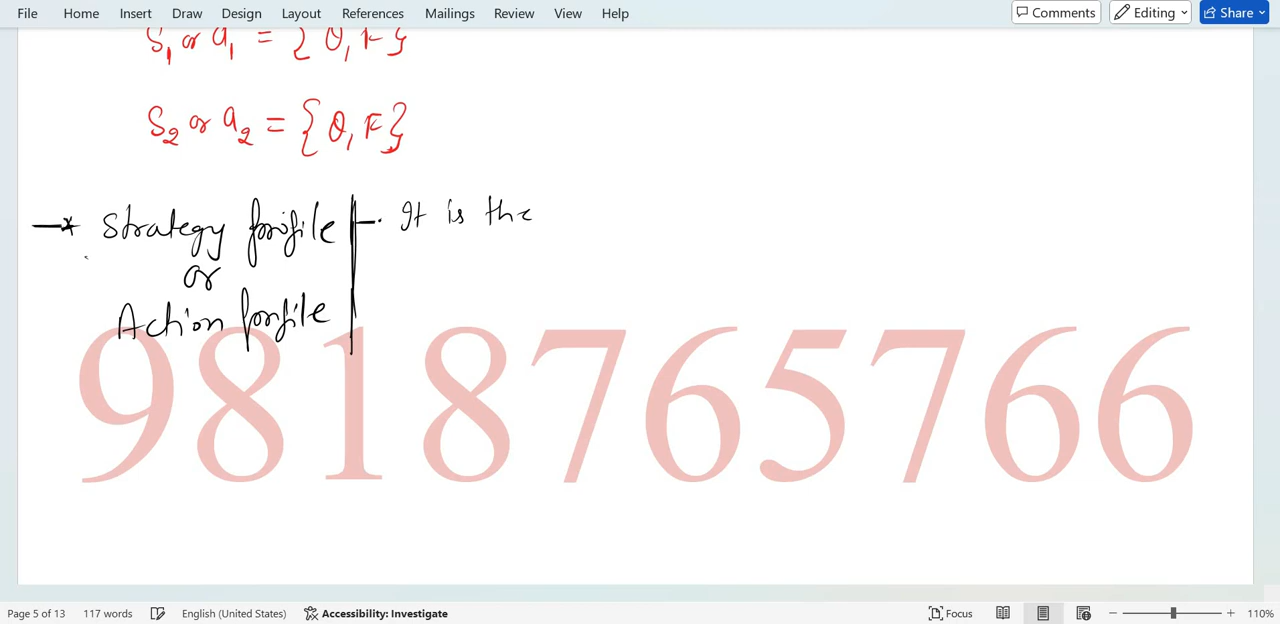 File Home Insert Draw Design Layout References Mailings Review View Help Comments Editing Share
S1 or a1 = {O, F}
S2 or a2 = {O, F}
Strategy profile It is the
or
Action profile
9818765766
Page 5 of 13 117 words English (United States) Accessibility: Investigate Focus 110%